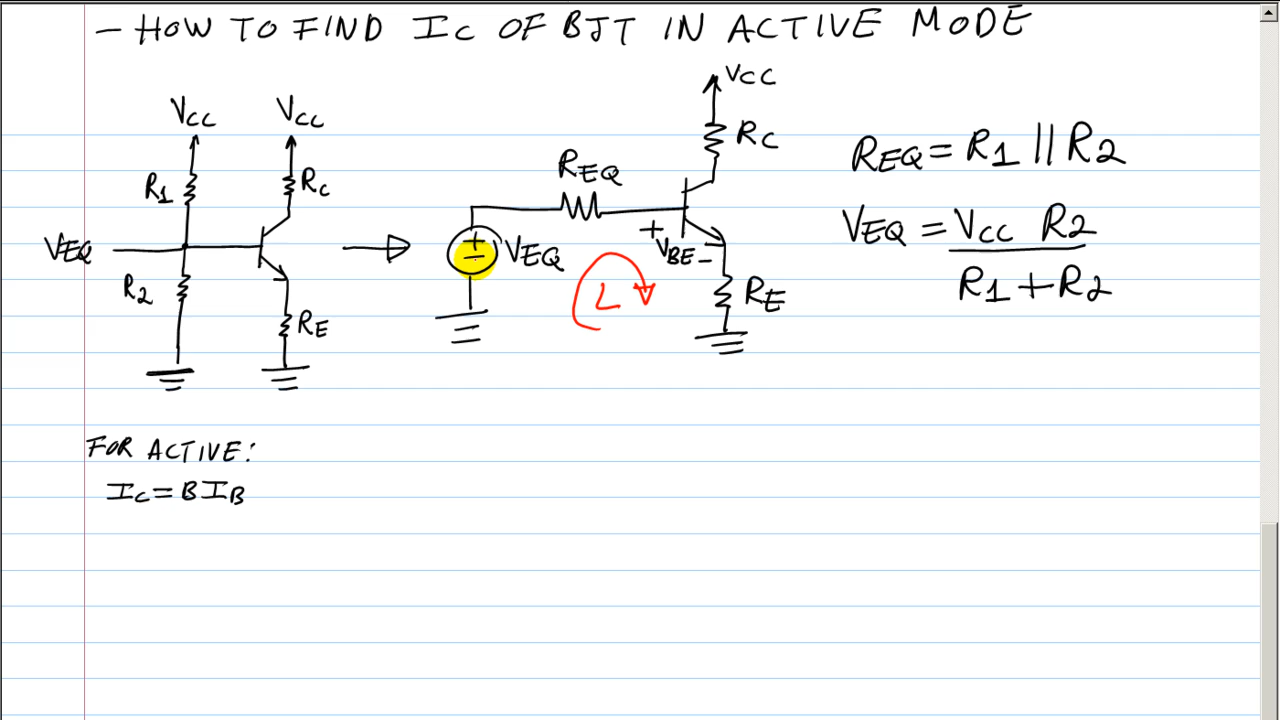 - HOW TO FIND IC OF BJT IN ACTIVE MODE
VCC VCC
R1 RC
VEQ
R2
RE
VCC
RC
REQ
+
-
VEQ
+
VBE-
L
RE
REQ = R1 || R2
VEQ = VCC R2
R1 + R2
FOR ACTIVE:
IC = BIB